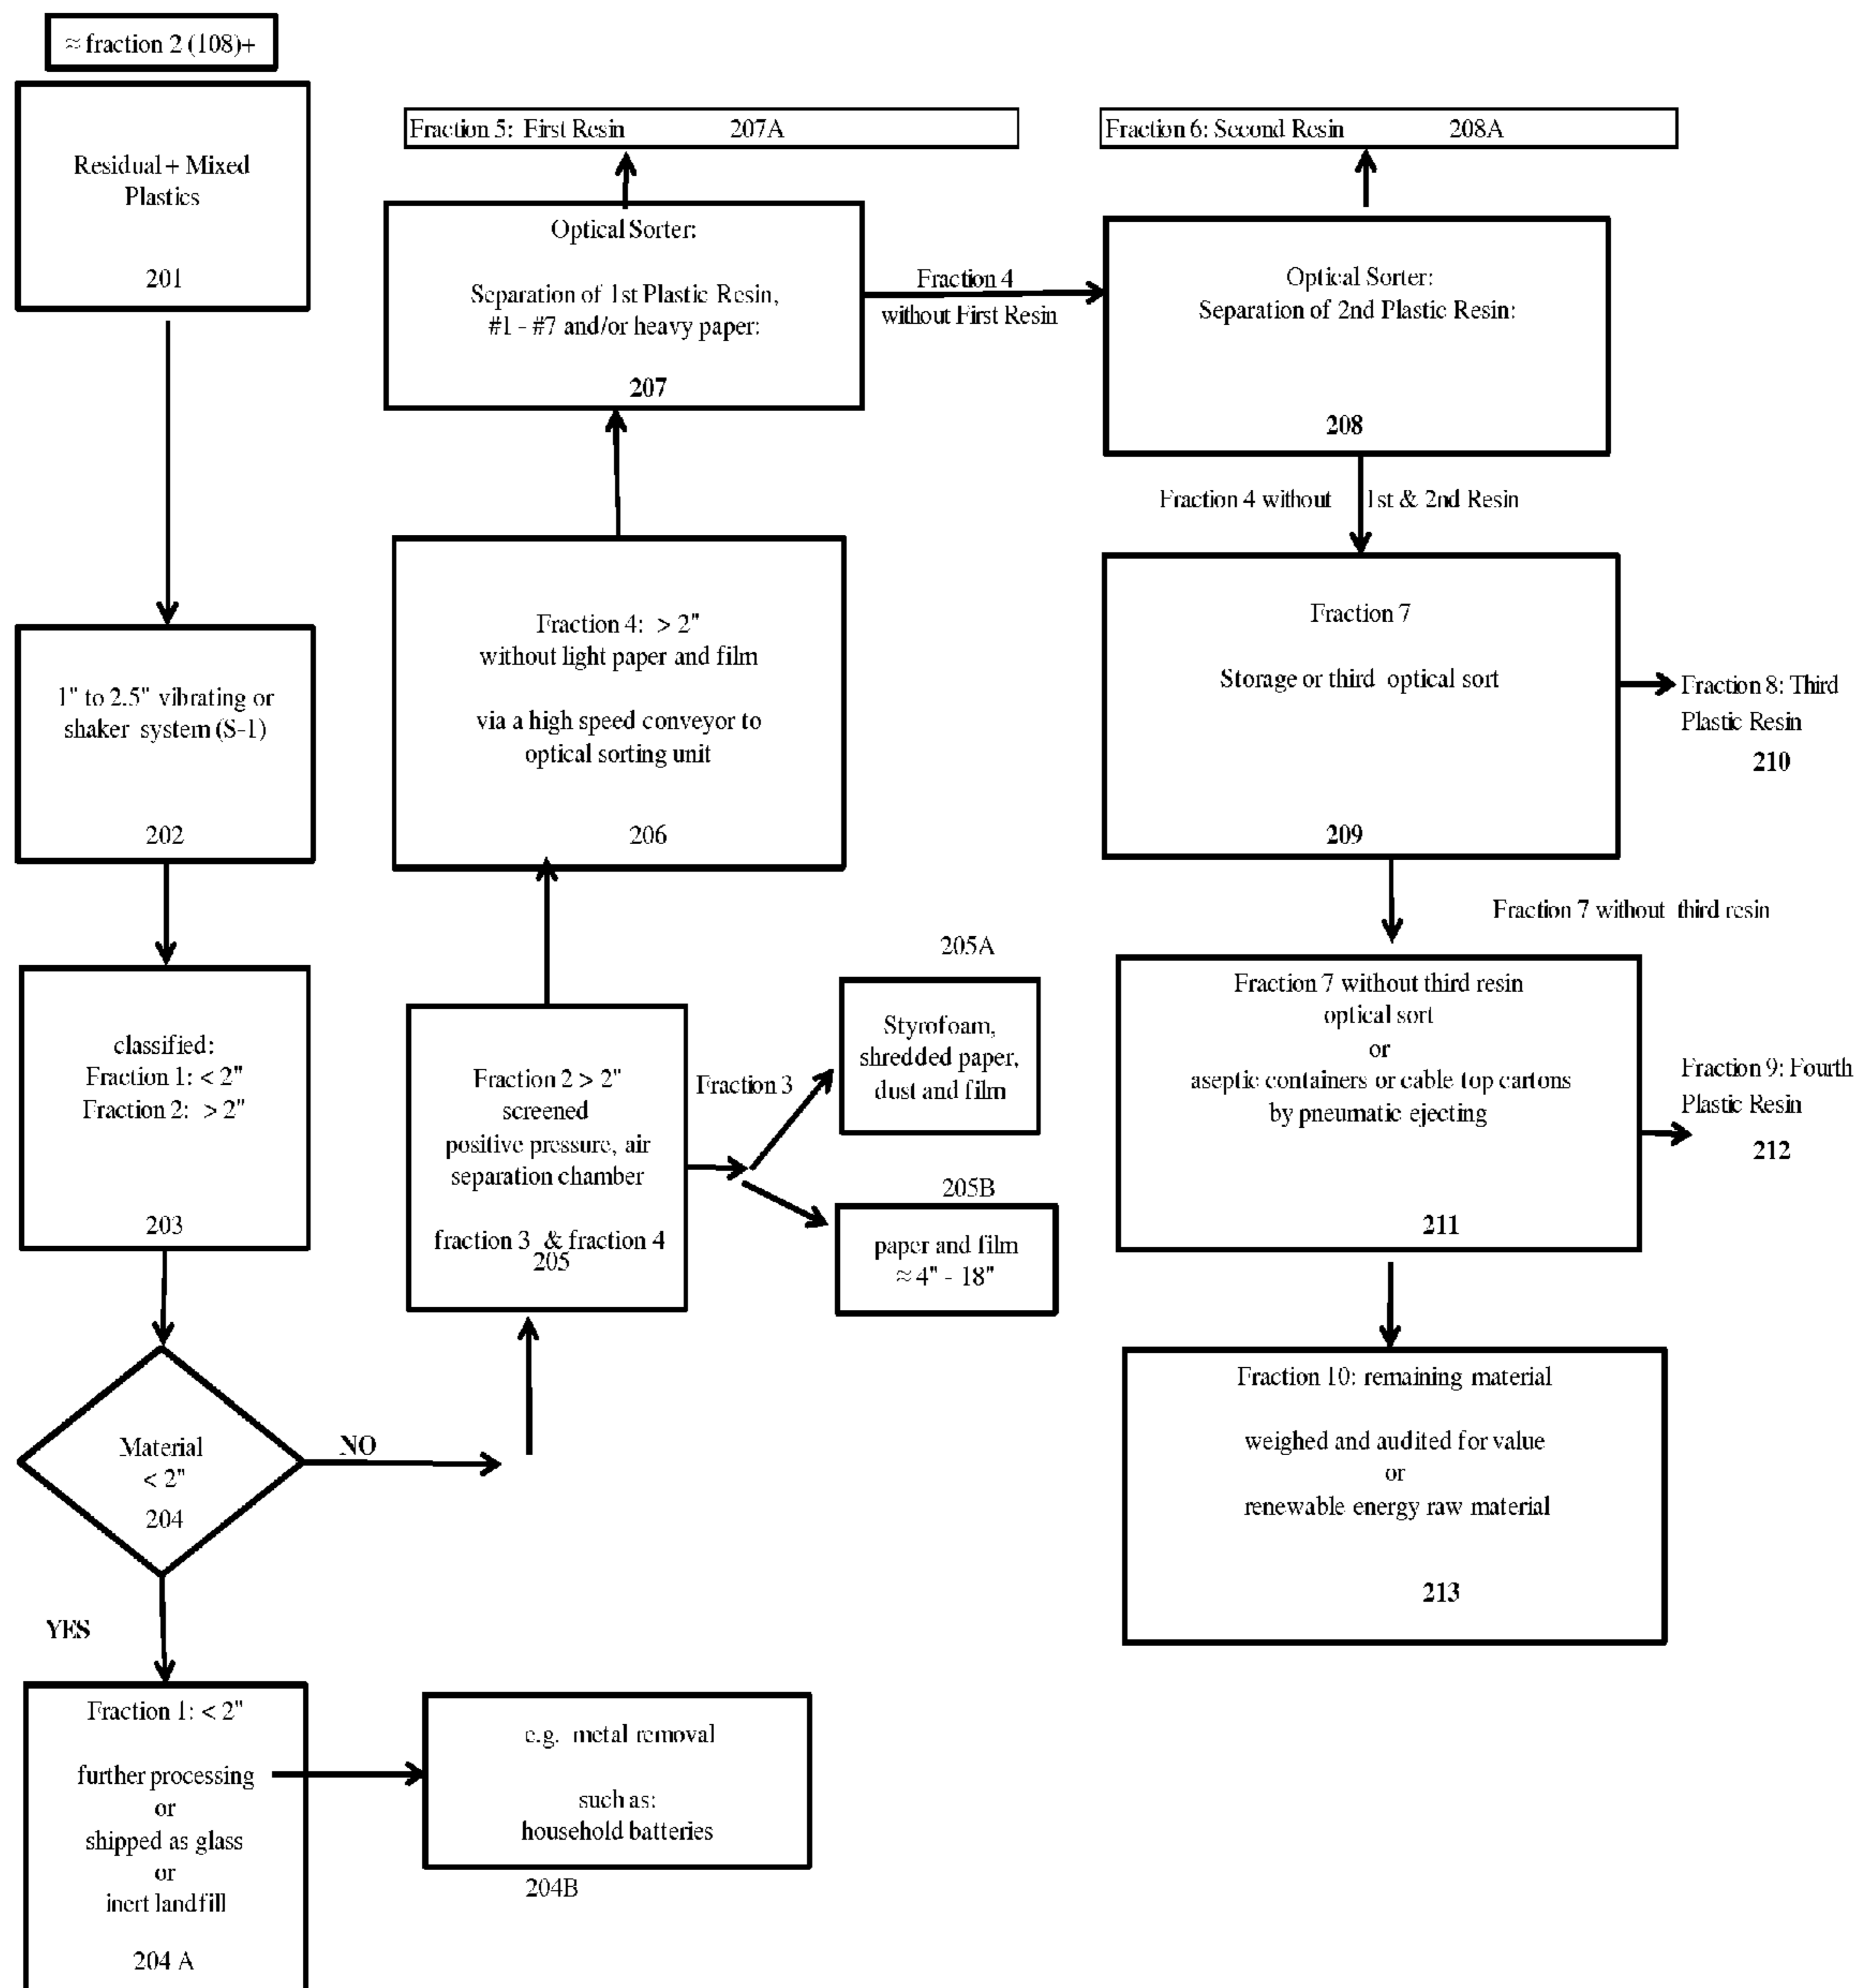 ≈ fraction 2 (108)+
Residual + Mixed
Plastics
201
1" to 2.5" vibrating or
shaker system (S-1)
202
classified:
Fraction 1: < 2"
Fraction 2: > 2"
203
Material
< 2"
204
NO
YES
Fraction 1: < 2"
further processing
or
shipped as glass
or
inert landfill
204 A
e.g. metal removal
such as:
household batteries
204B
Fraction 2 > 2"
screened
positive pressure, air
separation chamber
fraction 3 & fraction 4
205
Fraction 3
205A
Styrofoam,
shredded paper,
dust and film
205B
paper and film
≈ 4" - 18"
Fraction 4: > 2"
without light paper and film
via a high speed conveyor to
optical sorting unit
206
Optical Sorter:
Separation of 1st Plastic Resin,
#1 - #7 and/or heavy paper:
207
Fraction 5: First Resin 207A
Fraction 4
without First Resin
Fraction 6: Second Resin 208A
Optical Sorter:
Separation of 2nd Plastic Resin:
208
Fraction 4 without 1st & 2nd Resin
Fraction 7
Storage or third optical sort
209
Fraction 8: Third
Plastic Resin
210
Fraction 7 without third resin
Fraction 7 without third resin
optical sort
or
aseptic containers or cable top cartons
by pneumatic ejecting
211
Fraction 9: Fourth
Plastic Resin
212
Fraction 10: remaining material
weighed and audited for value
or
renewable energy raw material
213